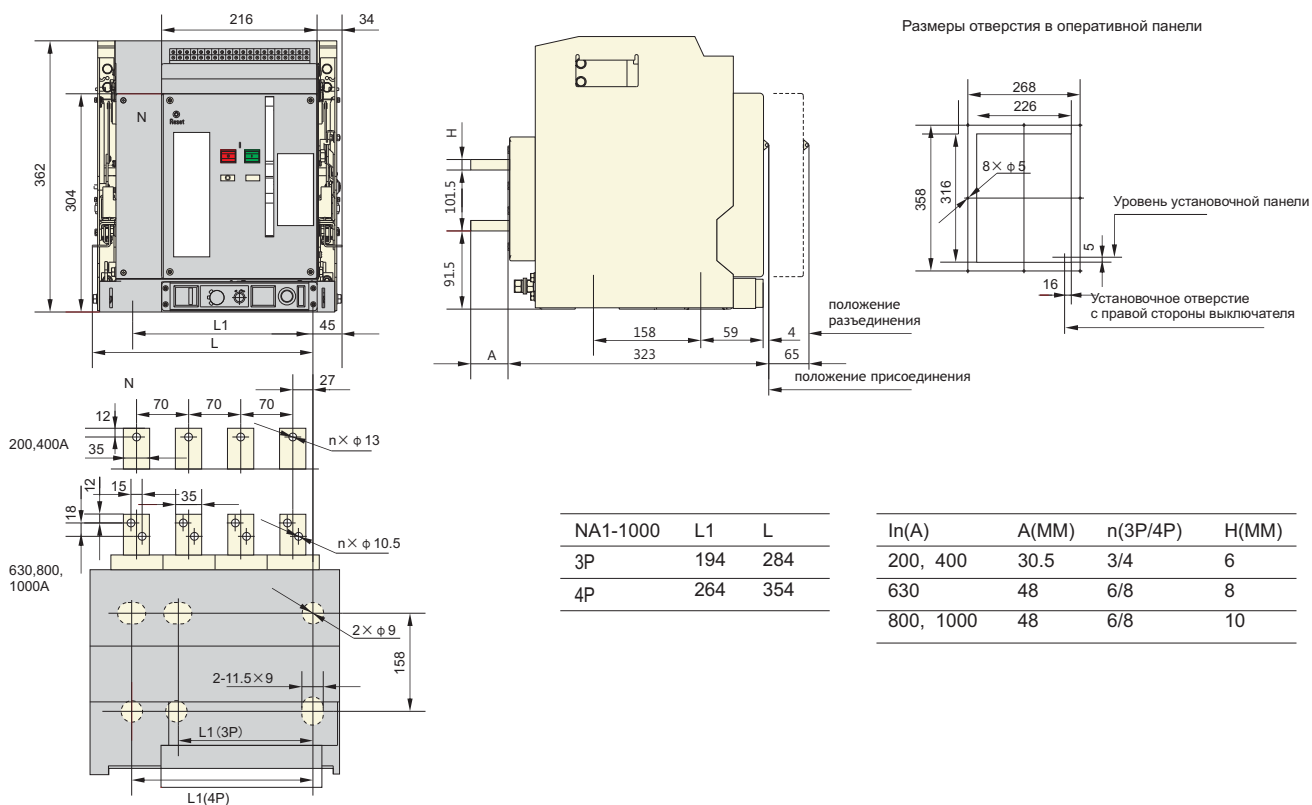 216
34
362
304
N
Reset
L1
45
L
H
101.5
91.5
158
59
4
A
323
65
положение
разъединения
положение присоединения
Размеры отверстия в оперативной панели
268
226
358
316
8× φ5
Уровень установочной панели
5
16
Установочное отверстие
с правой стороны выключателя
N
27
70
70
70
12
200,400A
35
n× φ13
12
15
35
18
n× φ10.5
630,800,
1000A
2× φ9
158
2-11.5×9
L1(3P)
L1(4P)
NA1-1000 L1 L
3P 194 284
4P 264 354
In(A) A(MM) n(3P/4P) H(MM)
200, 400 30.5 3/4 6
630 48 6/8 8
800, 1000 48 6/8 10